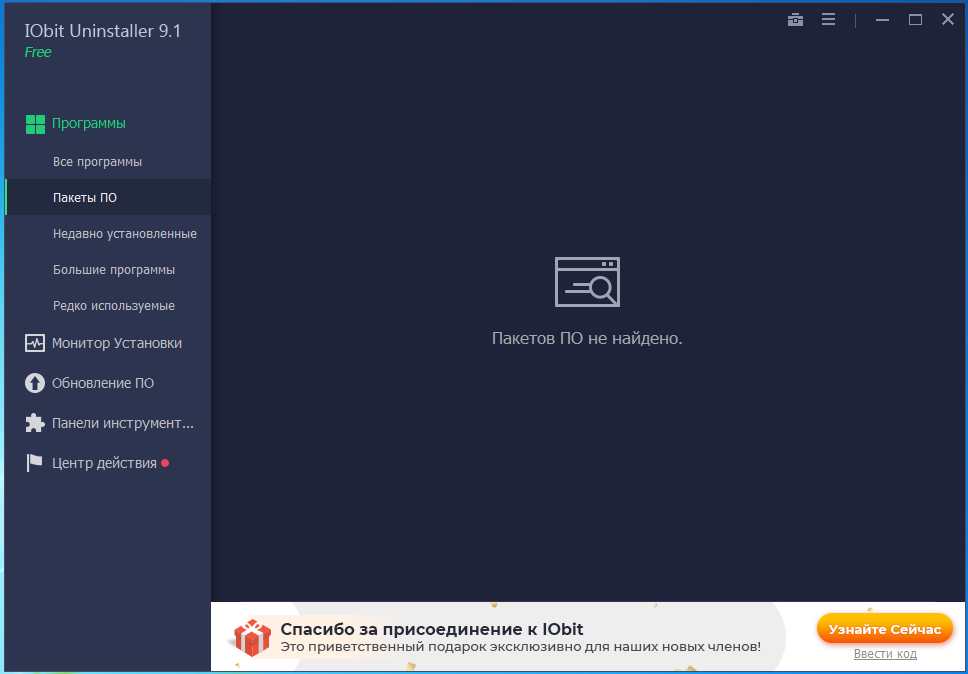 IObit Uninstaller 9.1
Free
Программы
Все программы
Пакеты ПО
Недавно установленные
Большие программы
Редко используемые
Монитор Установки
Обновление ПО
Панели инструмент...
Центр действия
Пакетов ПО не найдено.
Спасибо за присоединение к IObit
Это приветственный подарок эксклюзивно для наших новых членов!
Узнайте Сейчас
Ввести код